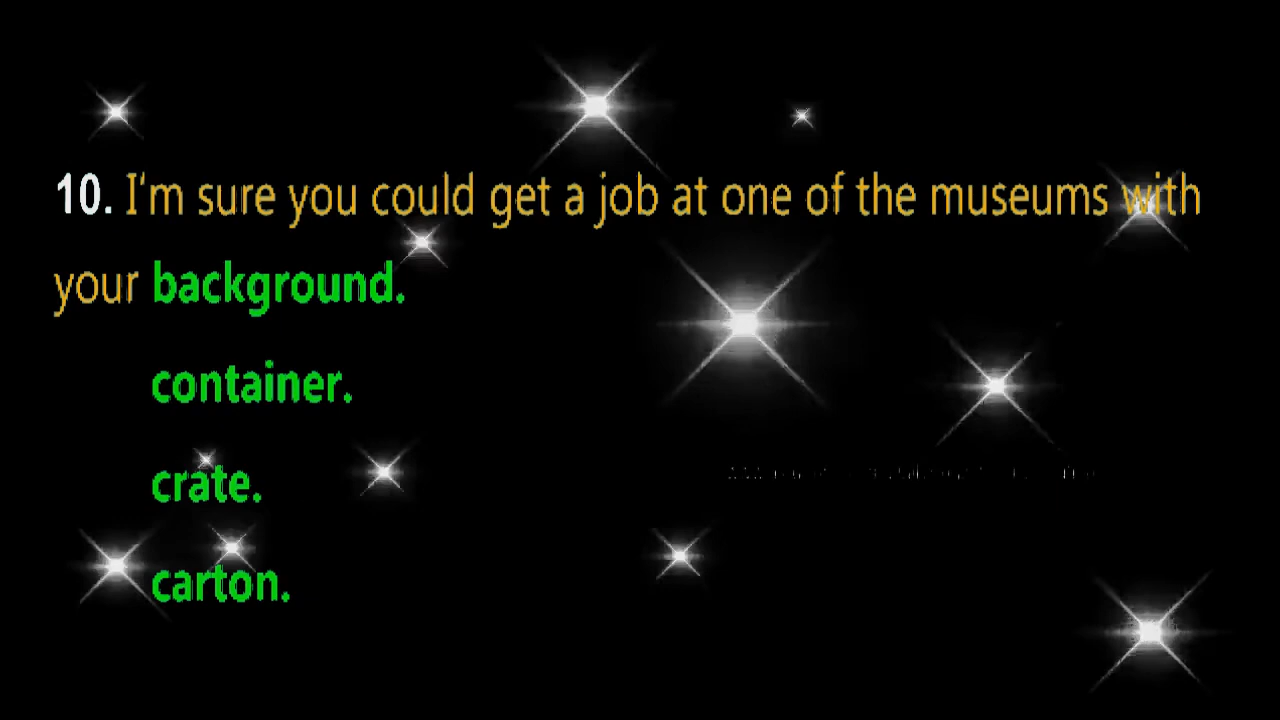 10. I'm sure you could get a job at one of the museums with
your background.
container.
crate.
carton.